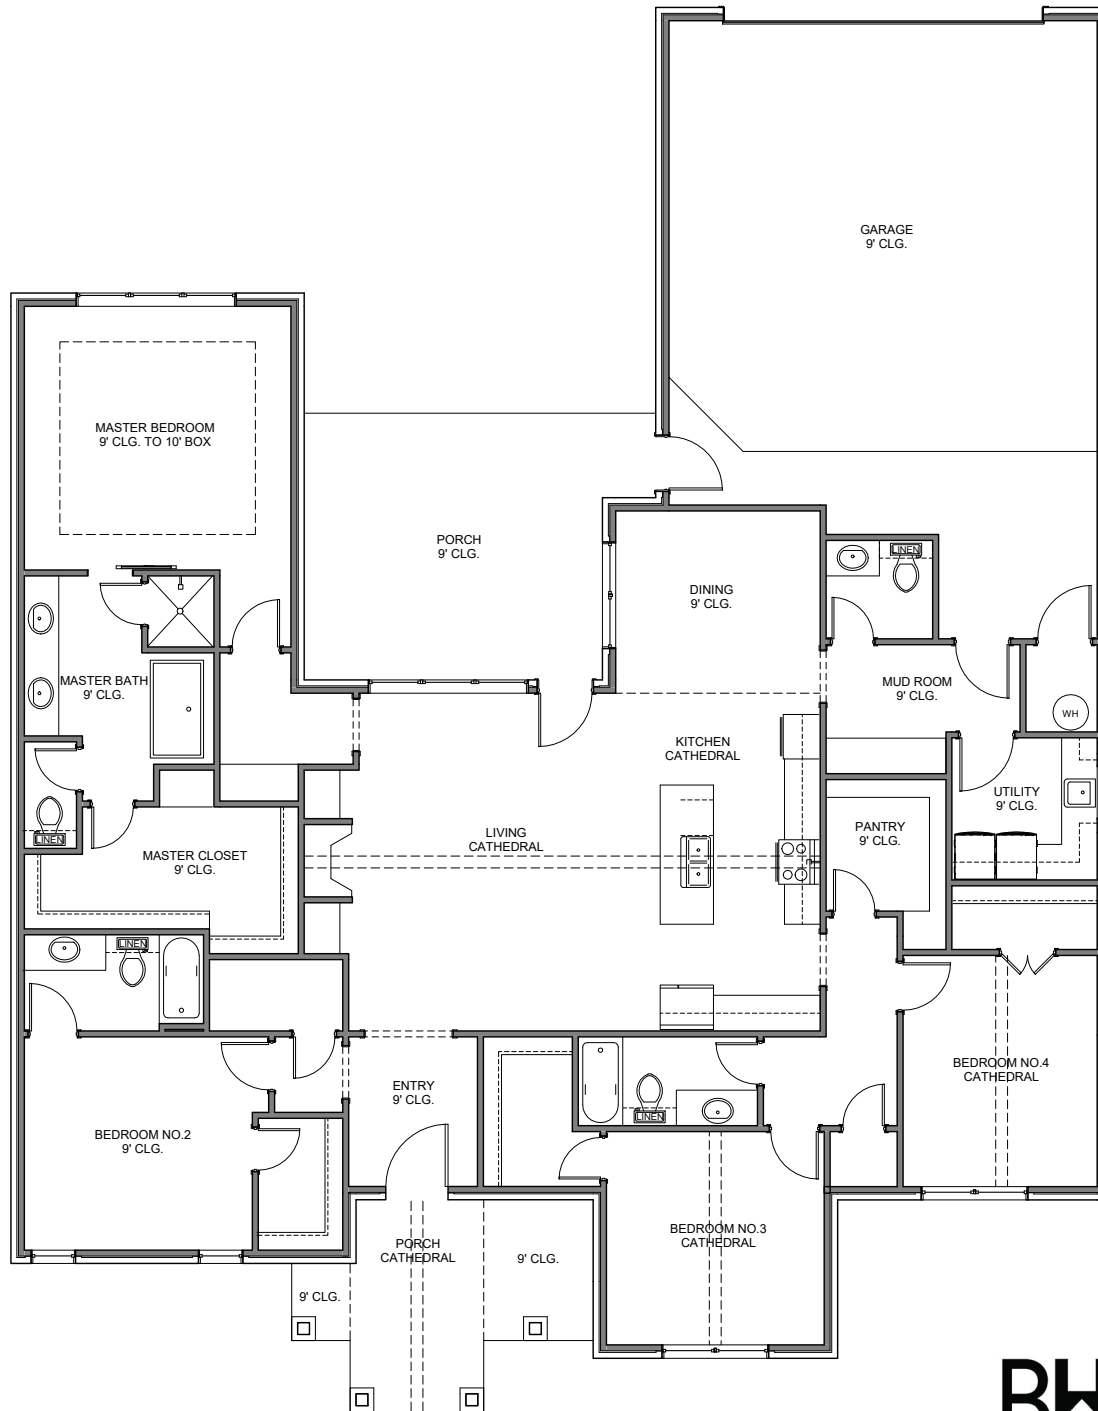 GARAGE
9' CLG.
MASTER BEDROOM
9' CLG. TO 10' BOX
PORCH
9' CLG.
DINING
9' CLG.
LINEN
MASTER BATH
9' CLG.
MUD ROOM
9' CLG.
WH
KITCHEN
CATHEDRAL
UTILITY
9' CLG.
LIVING
CATHEDRAL
PANTRY
9' CLG.
LINEN
MASTER CLOSET
9' CLG.
LINEN
BEDROOM NO.4
CATHEDRAL
ENTRY
9' CLG.
LINEN
BEDROOM NO.2
9' CLG.
BEDROOM NO.3
CATHEDRAL
PORCH
CATHEDRAL
9' CLG.
9' CLG.